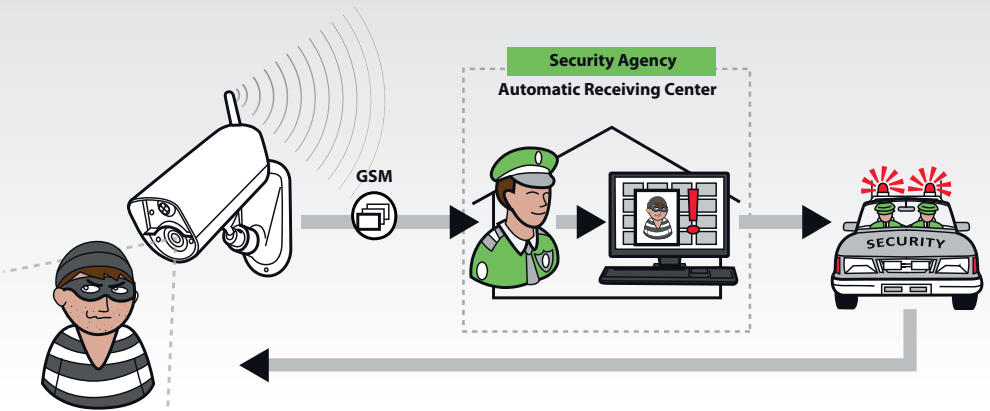 Security Agency
Automatic Receiving Center
GSM
SECURITY